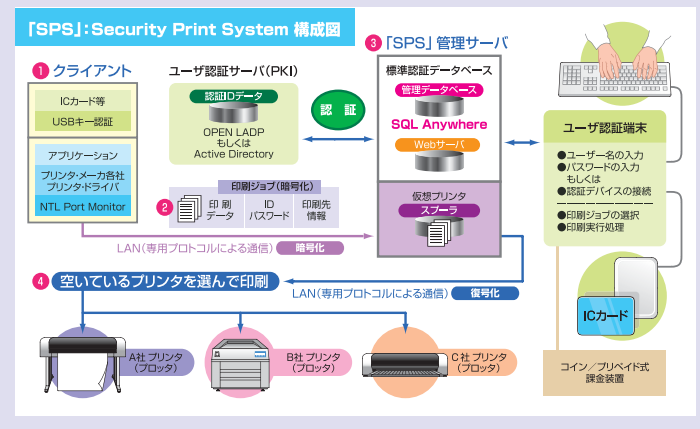 「SPS」:Security Print System 構成図
1 クライアント
ICカード等
USBキー認証
アプリケーション
プリンタ・メーカ各社
プリンタ・ドライバ
NTL Port Monitor
ユーザ認証サーバ(PKI)
認証IDデータ
OPEN LADP
もしくは
Active Directory
認 証
2
印刷ジョブ(暗号化)
印 刷
データ
ID
パスワード
印刷先
情報
LAN(専用プロトコルによる通信) 暗号化
3 「SPS」管理サーバ
標準認証データベース
管理データベース
SQL Anywhere
Webサーバ
仮想プリンタ
スプーラ
LAN(専用プロトコルによる通信) 復号化
ユーザ認証端末
●ユーザー名の入力
●パスワードの入力
もしくは
●認証デバイスの接続
●印刷ジョブの選択
●印刷実行処理
ICカード
コイン/プリペイド式
課金装置
4 空いているプリンタを選んで印刷
A社 プリンタ
(プロッタ)
B社 プリンタ
(プロッタ)
C 社 プリンタ
(プロッタ)